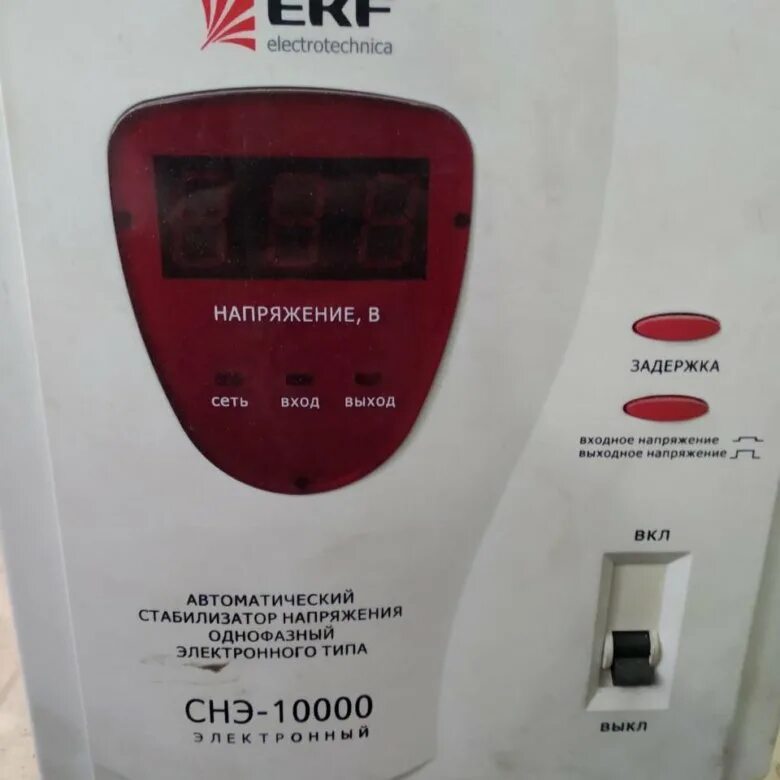 EKF
electrotechnica
НАПРЯЖЕНИЕ, В
сеть вход выход
ЗАДЕРЖКА
входное напряжение
выходное напряжение
ВКЛ
ВЫКЛ
АВТОМАТИЧЕСКИЙ
СТАБИЛИЗАТОР НАПРЯЖЕНИЯ
ОДНОФАЗНЫЙ
ЭЛЕКТРОННОГО ТИПА
СНЭ-10000
ЭЛЕКТРОННЫЙ